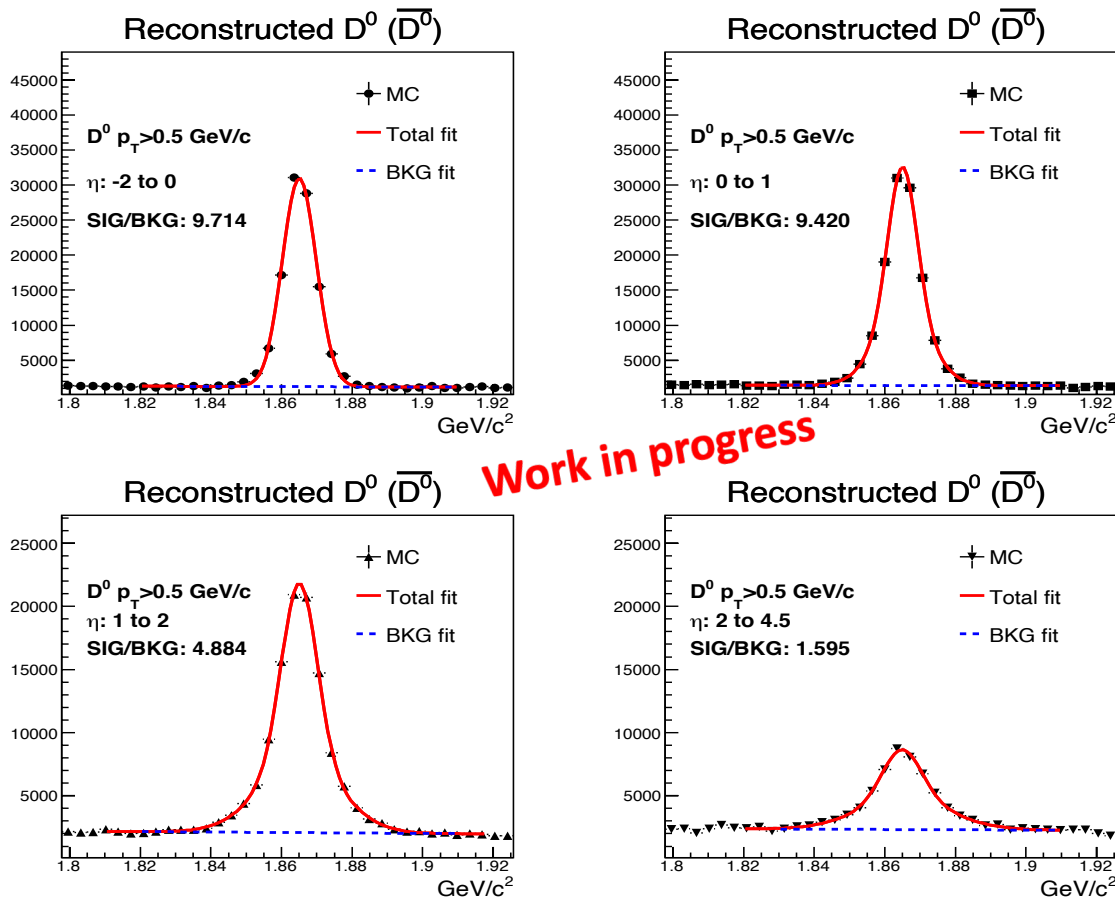 Reconstructed D⁰ (D̅⁰)
45000
40000
35000
30000
25000
20000
15000
10000
5000
MC
Total fit
BKG fit
D⁰ p_T>0.5 GeV/c
η: -2 to 0
SIG/BKG: 9.714
1.8 1.82 1.84 1.86 1.88 1.9 1.92
GeV/c²
Reconstructed D⁰ (D̅⁰)
45000
40000
35000
30000
25000
20000
15000
10000
5000
MC
Total fit
BKG fit
D⁰ p_T>0.5 GeV/c
η: 0 to 1
SIG/BKG: 9.420
1.8 1.82 1.84 1.86 1.88 1.9 1.92
GeV/c²
Work in progress
Reconstructed D⁰ (D̅⁰)
25000
20000
15000
10000
5000
MC
Total fit
BKG fit
D⁰ p_T>0.5 GeV/c
η: 1 to 2
SIG/BKG: 4.884
1.8 1.82 1.84 1.86 1.88 1.9 1.92
GeV/c²
Reconstructed D⁰ (D̅⁰)
25000
20000
15000
10000
5000
MC
Total fit
BKG fit
D⁰ p_T>0.5 GeV/c
η: 2 to 4.5
SIG/BKG: 1.595
1.8 1.82 1.84 1.86 1.88 1.9 1.92
GeV/c²